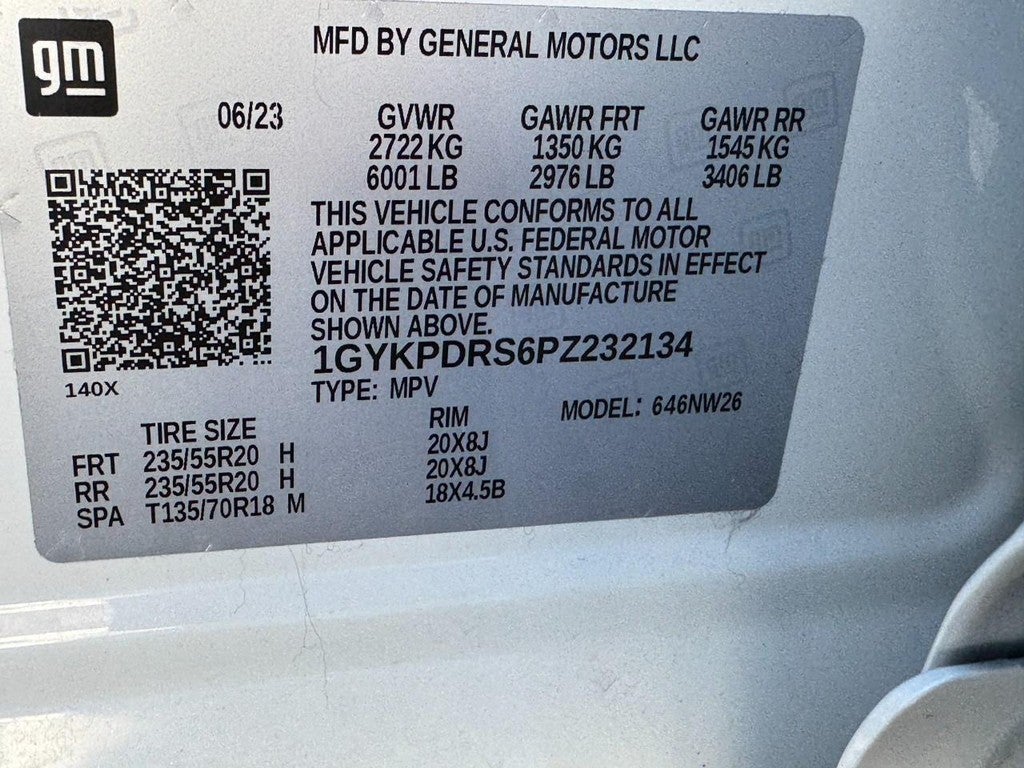 gm
MFD BY GENERAL MOTORS LLC
06/23 GVWR GAWR FRT GAWR RR
2722 KG 1350 KG 1545 KG
6001 LB 2976 LB 3406 LB
THIS VEHICLE CONFORMS TO ALL
APPLICABLE U.S. FEDERAL MOTOR
VEHICLE SAFETY STANDARDS IN EFFECT
ON THE DATE OF MANUFACTURE
SHOWN ABOVE.
1GYKPDRS6PZ232134
140X
TYPE: MPV
MODEL: 646NW26
TIRE SIZE RIM
FRT 235/55R20 H 20X8J
RR 235/55R20 H 20X8J
SPA T135/70R18 M 18X4.5B